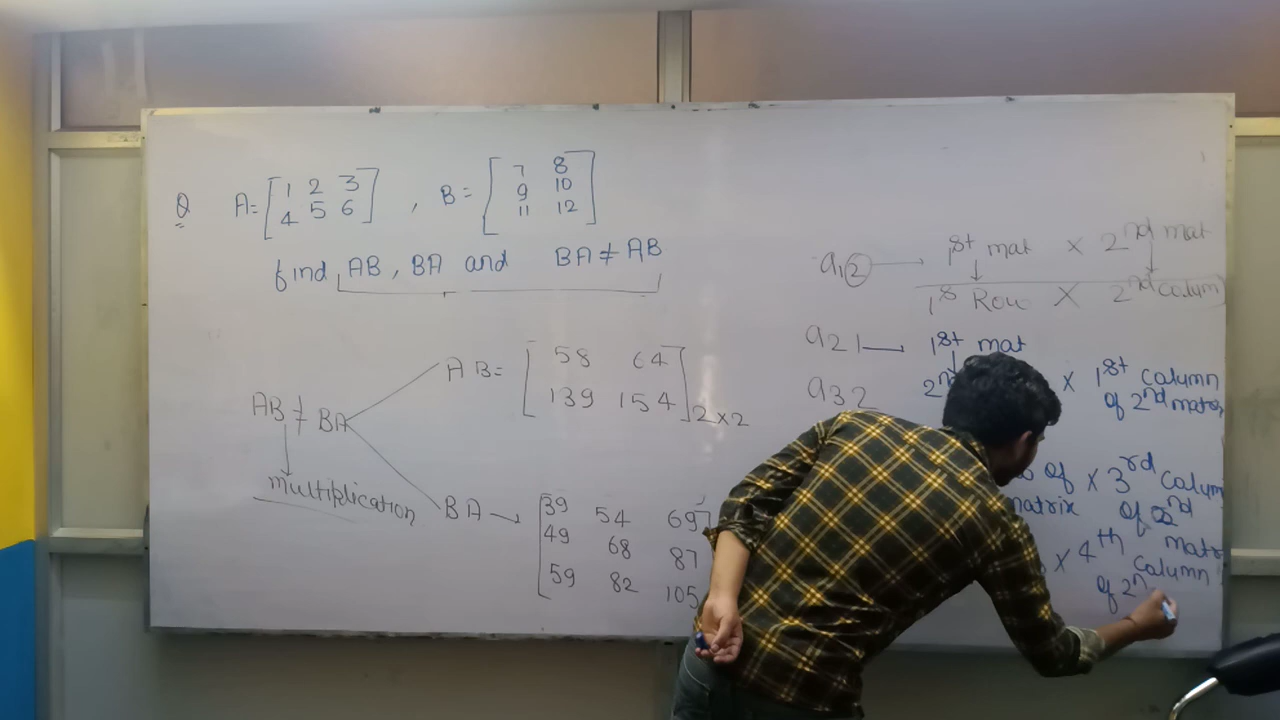 Q A= [ 1 2 3
4 5 6 ] , B= [ 7 8
9 10
11 12 ]
find AB, BA and BA ≠ AB
AB ≠ BA
multiplication
AB= [ 58 64
139 154 ] 2×2
BA → [ 39 54 69
49 68 87
59 82 105
a12 → 1st mat × 2nd mat
1st Row × 2nd Colum
a21 → 1st mat
a32
× 1st Column
of 2nd matrx
of × 3rd Colum
matrix of 2nd
matrx
× 4th Column
of 2n